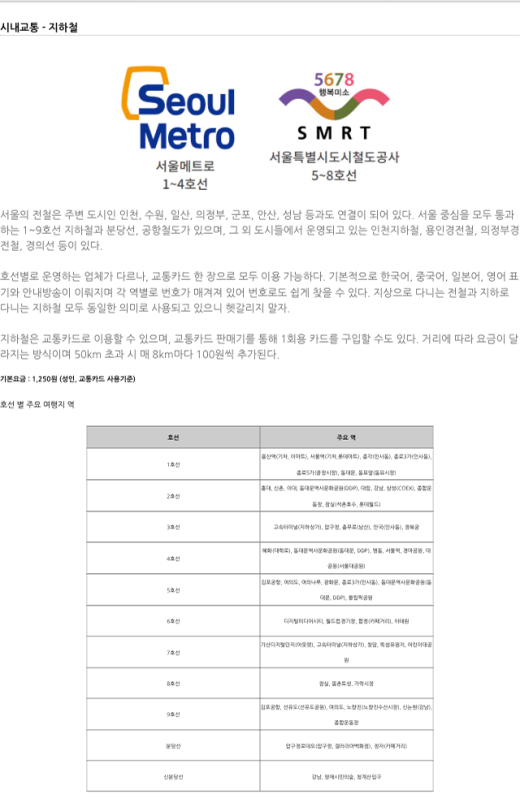 시내교통 - 지하철
Seoul
Metro
서울메트로
1~4호선
5678
행복미소
SMRT
서울특별시도시철도공사
5~8호선
서울의 전철은 주변 도시인 인천, 수원, 일산, 의정부, 군포, 안산, 성남 등과도 연결이 되어 있다. 서울 중심을 모두 통과
하는 1~9호선 지하철과 분당선, 공항철도가 있으며, 그 외 도시들에서 운영되고 있는 인천지하철, 용인경전철, 의정부경
전철, 경의선 등이 있다.
호선별로 운영하는 업체가 다르나, 교통카드 한 장으로 모두 이용 가능하다. 기본적으로 한국어, 중국어, 일본어, 영어 표
기와 안내방송이 이뤄지며 각 역별로 번호가 매겨져 있어 번호로도 쉽게 찾을 수 있다. 지상으로 다니는 전철과 지하로
다니는 지하철 모두 동일한 의미로 사용되고 있으니 헷갈리지 말자.
지하철은 교통카드로 이용할 수 있으며, 교통카드 판매기를 통해 1회용 카드를 구입할 수도 있다. 거리에 따라 요금이 달
라지는 방식이며 50km 초과 시 매 8km마다 100원씩 추가된다.
기본요금 : 1,250원 (성인, 교통카드 사용기준)
호선 별 주요 여행지 역
호선 주요 역
1호선 용산역(기차, 이마트), 서울역(기차, 롯데마트), 종각(인사동), 종로3가(인사동),
종로5가(광장시장), 동대문, 동묘앞(동묘시장)
2호선 홍대, 신촌, 이대, 동대문역사문화공원(DDP), 대림, 강남, 삼성(COEX), 종합운
동장, 잠실(석촌호수, 롯데월드)
3호선 고속터미널(지하상가), 압구정, 충무로(남산), 안국(인사동), 경복궁
4호선 혜화(대학로), 동대문역사문화공원(동대문, DDP), 명동, 서울역, 경마공원, 대
공원(서울대공원)
5호선 김포공항, 여의도, 여의나루, 광화문, 종로3가(인사동), 동대문역사문화공원(동
대문, DDP), 올림픽공원
6호선 디지털미디어시티, 월드컵경기장, 합정(카페거리), 이태원
7호선 가산디지털단지(아웃렛), 고속터미널(지하상가), 청담, 뚝섬유원지, 어린이대공
원
8호선 잠실, 몽촌토성, 가락시장
9호선 김포공항, 선유도(선유도공원), 여의도, 노량진(노량진수산시장), 신논현(강남),
종합운동장
분당선 압구정로데오(압구정, 갤러리아백화점), 정자(카페거리)
신분당선 강남, 양재시민의숲, 청계산입구